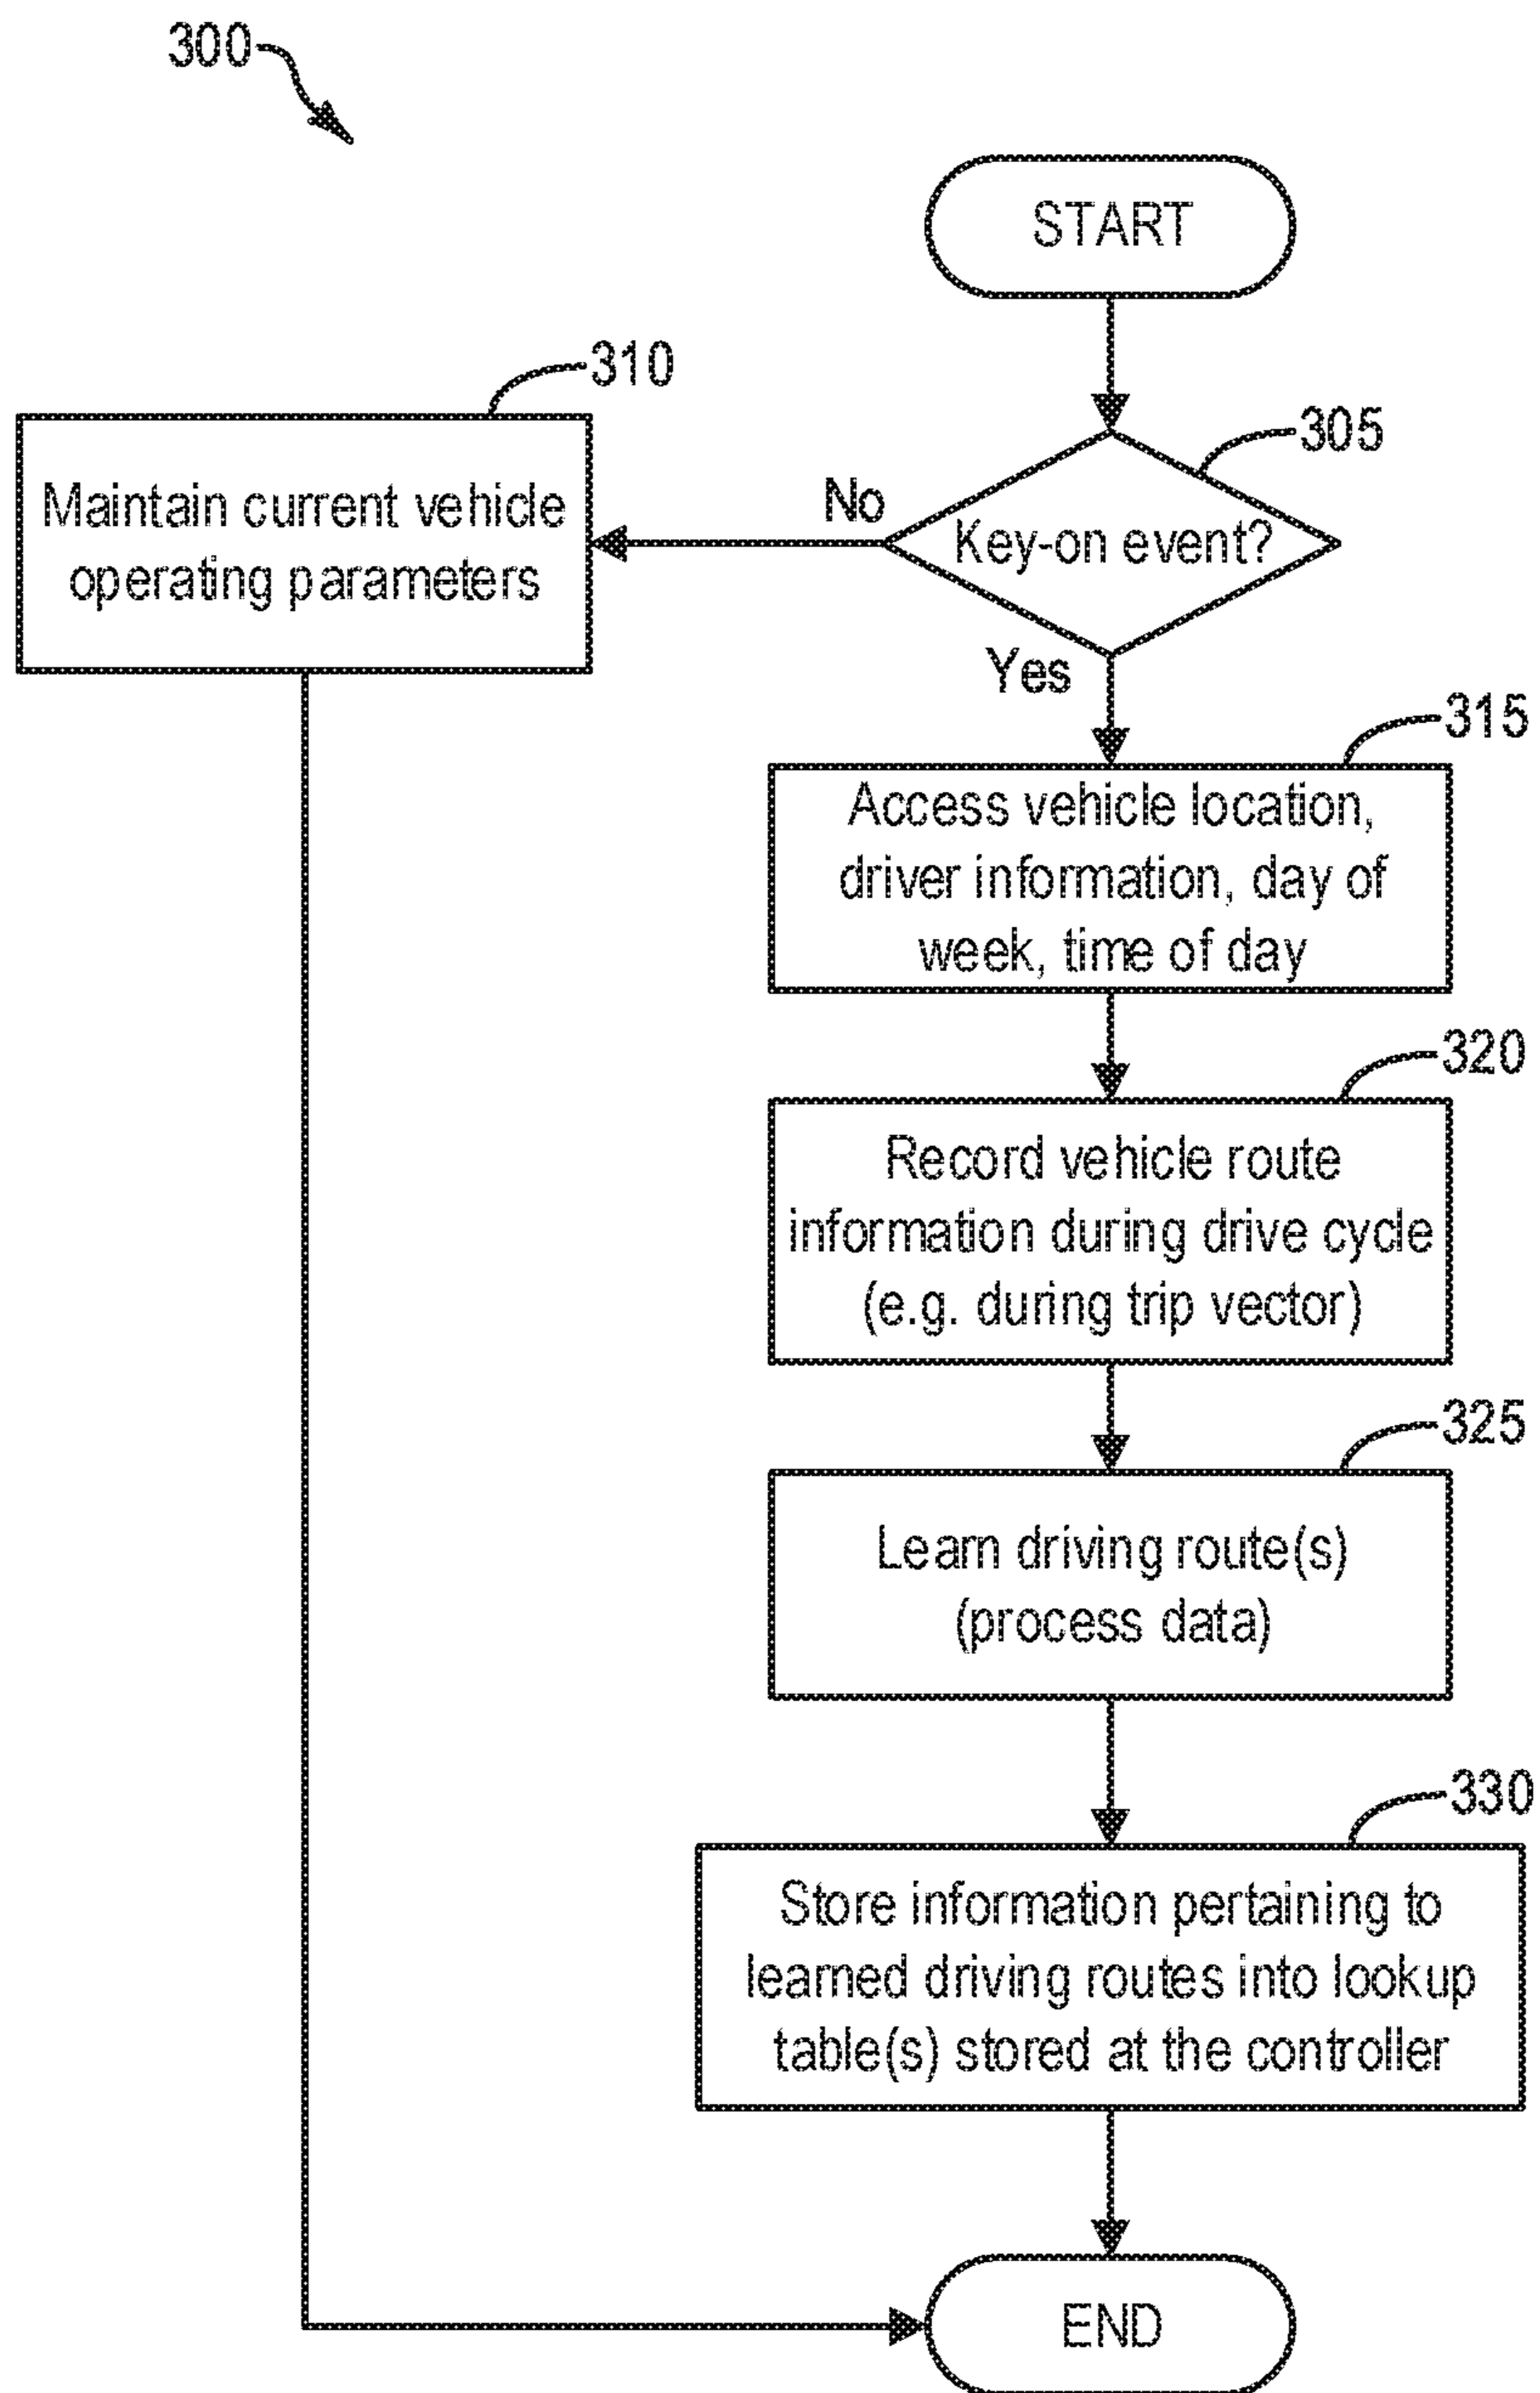 300
START
310
305
Maintain current vehicle
operating parameters
No
Key-on event?
Yes
315
Access vehicle location,
driver information, day of
week, time of day
320
Record vehicle route
information during drive cycle
(e.g. during trip vector)
325
Learn driving route(s)
(process data)
330
Store information pertaining to
learned driving routes into lookup
table(s) stored at the controller
END